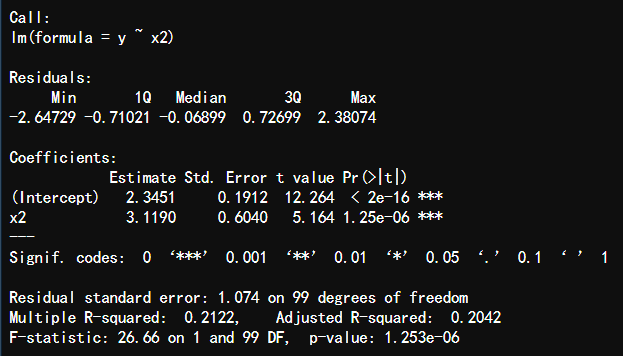 Call:
lm(formula = y ~ x2)
Residuals:
Min 1Q Median 3Q Max
-2.64729 -0.71021 -0.06899 0.72699 2.38074
Coefficients:
Estimate Std. Error t value Pr(>|t|)
(Intercept) 2.3451 0.1912 12.264 < 2e-16 ***
x2 3.1190 0.6040 5.164 1.25e-06 ***
---
Signif. codes: 0 ‘***’ 0.001 ‘**’ 0.01 ‘*’ 0.05 ‘.’ 0.1 ‘ ’ 1
Residual standard error: 1.074 on 99 degrees of freedom
Multiple R-squared: 0.2122, Adjusted R-squared: 0.2042
F-statistic: 26.66 on 1 and 99 DF, p-value: 1.253e-06